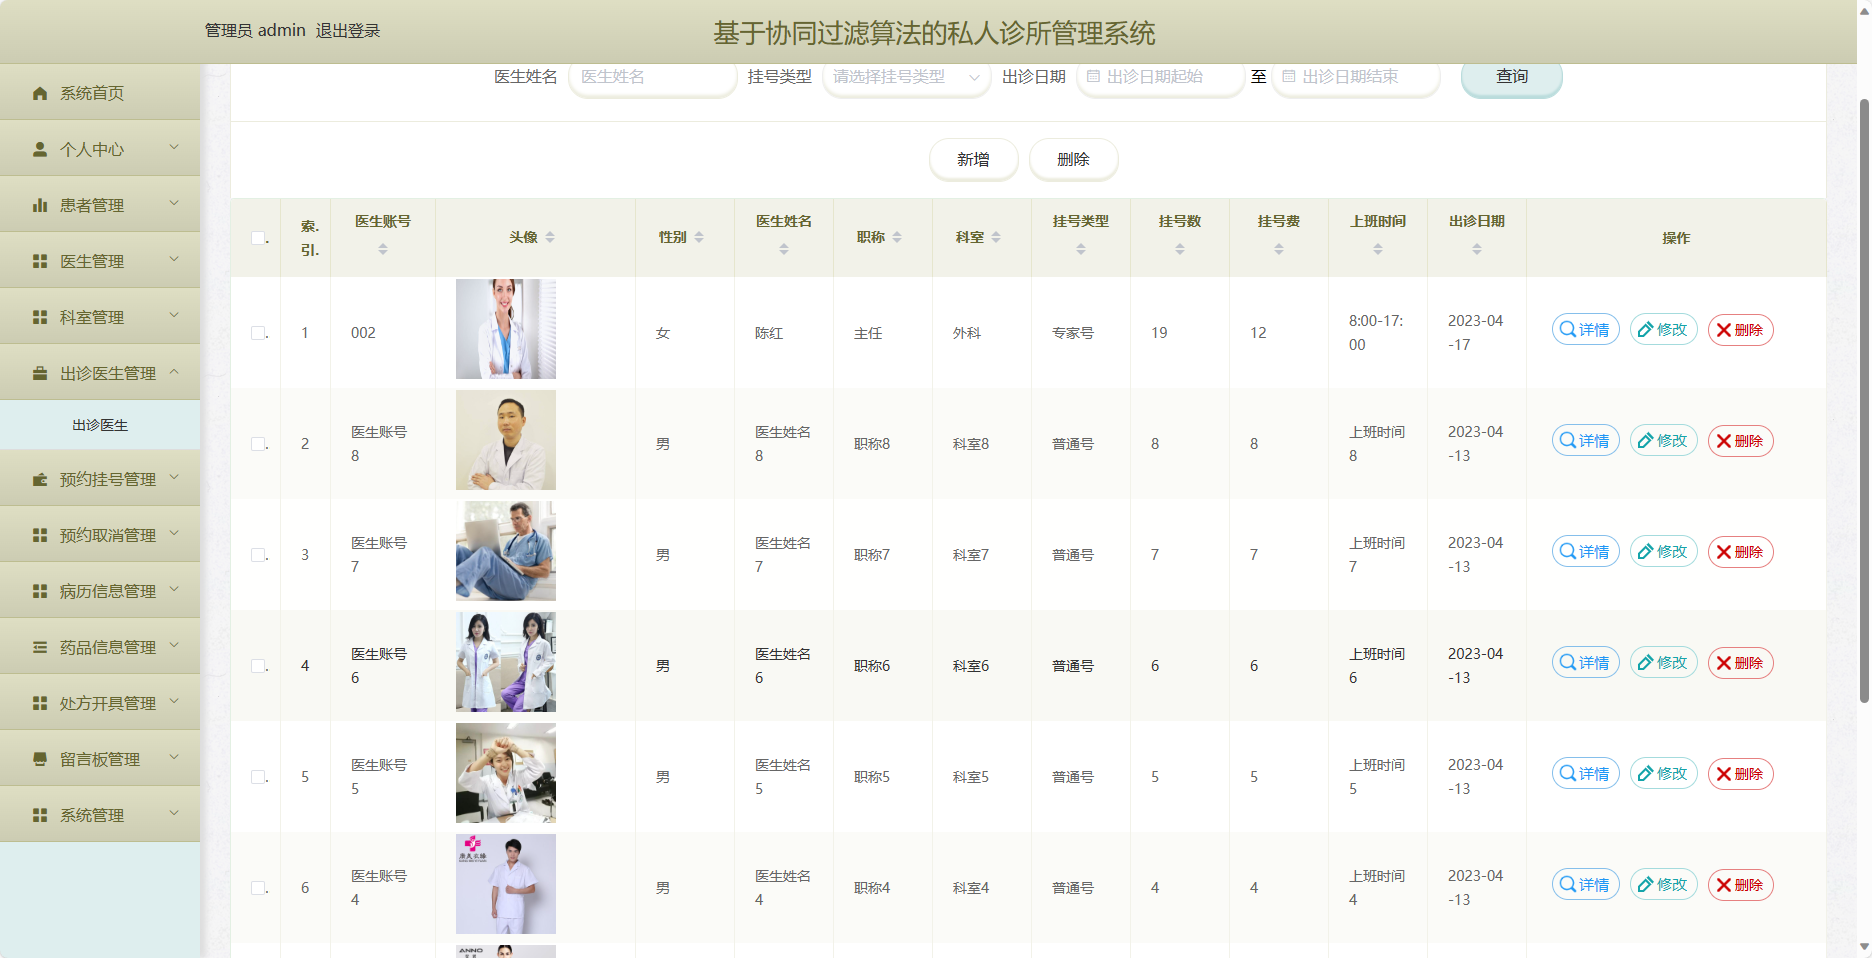 管理员 admin 退出登录
基于协同过滤算法的私人诊所管理系统
系统首页
个人中心
患者管理
医生管理
科室管理
出诊医生管理
出诊医生
预约挂号管理
预约取消管理
病历信息管理
药品信息管理
处方开具管理
留言板管理
系统管理
医生姓名 医生姓名 挂号类型 请选择挂号类型 出诊日期 出诊日期起始 至 出诊日期结束 查询
新增 删除
索. 引. 医生账号 头像 性别 医生姓名 职称 科室 挂号类型 挂号数 挂号费 上班时间 出诊日期 操作
1 002 女 陈红 主任 外科 专家号 19 12 8:00-17:00 2023-04-17 详情 修改 删除
2 医生账号8 男 医生姓名8 职称8 科室8 普通号 8 8 上班时间8 2023-04-13 详情 修改 删除
3 医生账号7 男 医生姓名7 职称7 科室7 普通号 7 7 上班时间7 2023-04-13 详情 修改 删除
4 医生账号6 男 医生姓名6 职称6 科室6 普通号 6 6 上班时间6 2023-04-13 详情 修改 删除
5 医生账号5 男 医生姓名5 职称5 科室5 普通号 5 5 上班时间5 2023-04-13 详情 修改 删除
6 医生账号4 男 医生姓名4 职称4 科室4 普通号 4 4 上班时间4 2023-04-13 详情 修改 删除
ANNO